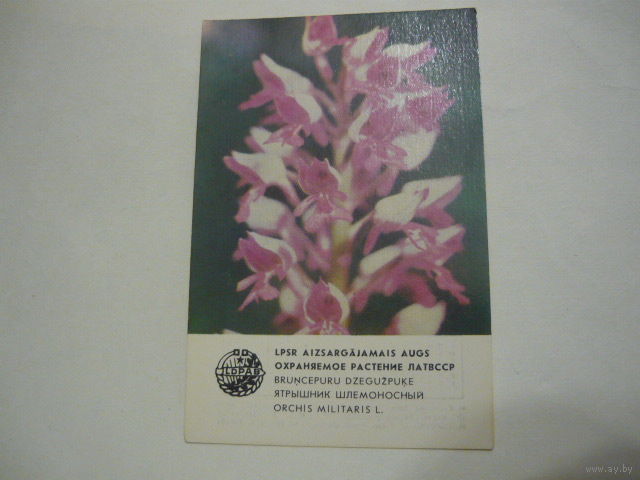 LPSR AIZSARGĀJAMAIS AUGS
ОХРАНЯЕМОЕ РАСТЕНИЕ ЛАТВССР
BRUŅCEPURU DZEGUŽPUĶE
ЯТРЫШНИК ШЛЕМОНОСНЫЙ
ORCHIS MILITARIS L.
LDPAB
www.ay.by